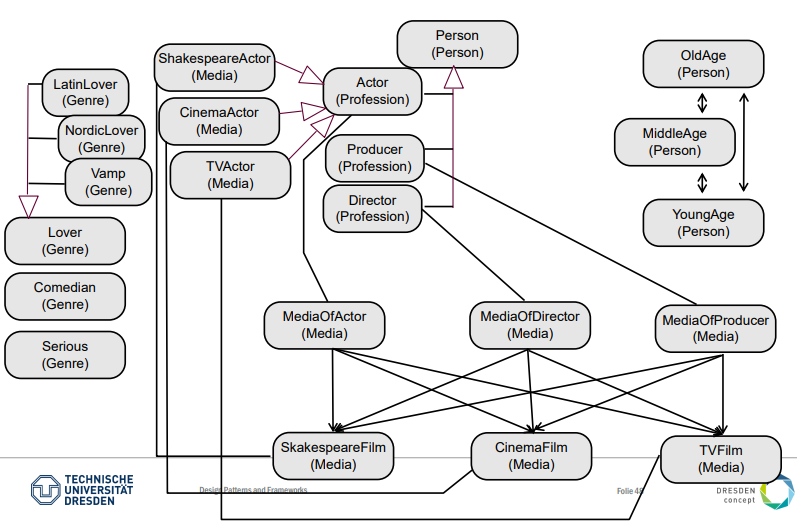 Person
(Person)
ShakespeareActor
(Media)
Actor
(Profession)
OldAge
(Person)
LatinLover
(Genre)
CinemaActor
(Media)
NordicLover
(Genre)
Producer
(Profession)
MiddleAge
(Person)
Vamp
(Genre)
TVActor
(Media)
Director
(Profession)
YoungAge
(Person)
Lover
(Genre)
Comedian
(Genre)
Serious
(Genre)
MediaOfActor
(Media)
MediaOfDirector
(Media)
MediaOfProducer
(Media)
SkakespeareFilm
(Media)
CinemaFilm
(Media)
TVFilm
(Media)
TECHNISCHE
UNIVERSITÄT
DRESDEN
Design Patterns and Frameworks
Folie 48
DRESDEN
concept